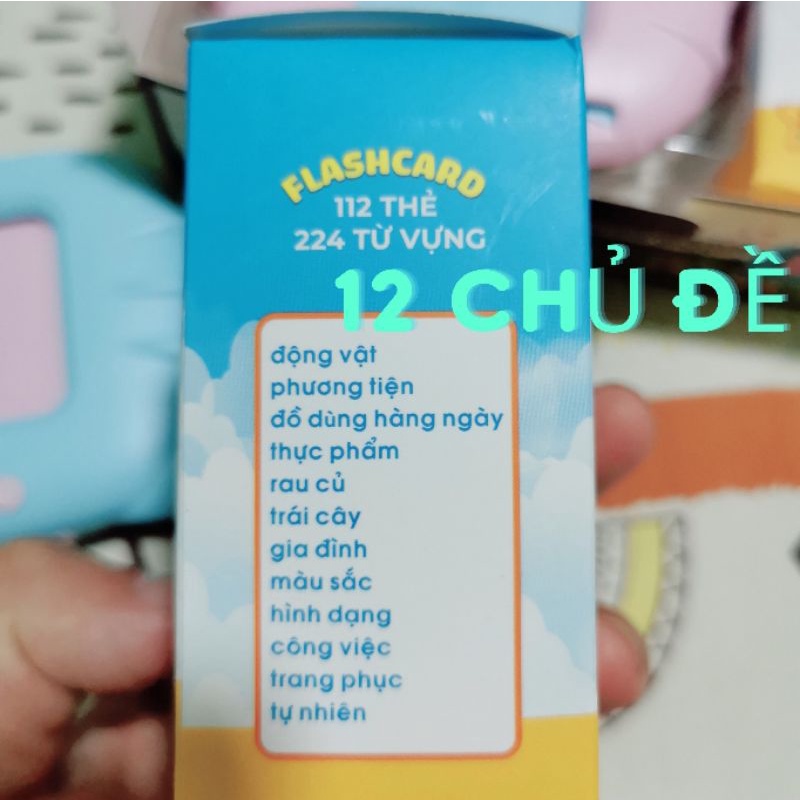 FLASHCARD
112 THẺ
224 TỪ VỰNG
12 CHỦ ĐỀ
động vật
phương tiện
đồ dùng hàng ngày
thực phẩm
rau củ
trái cây
gia đình
màu sắc
hình dạng
công việc
trang phục
tự nhiên